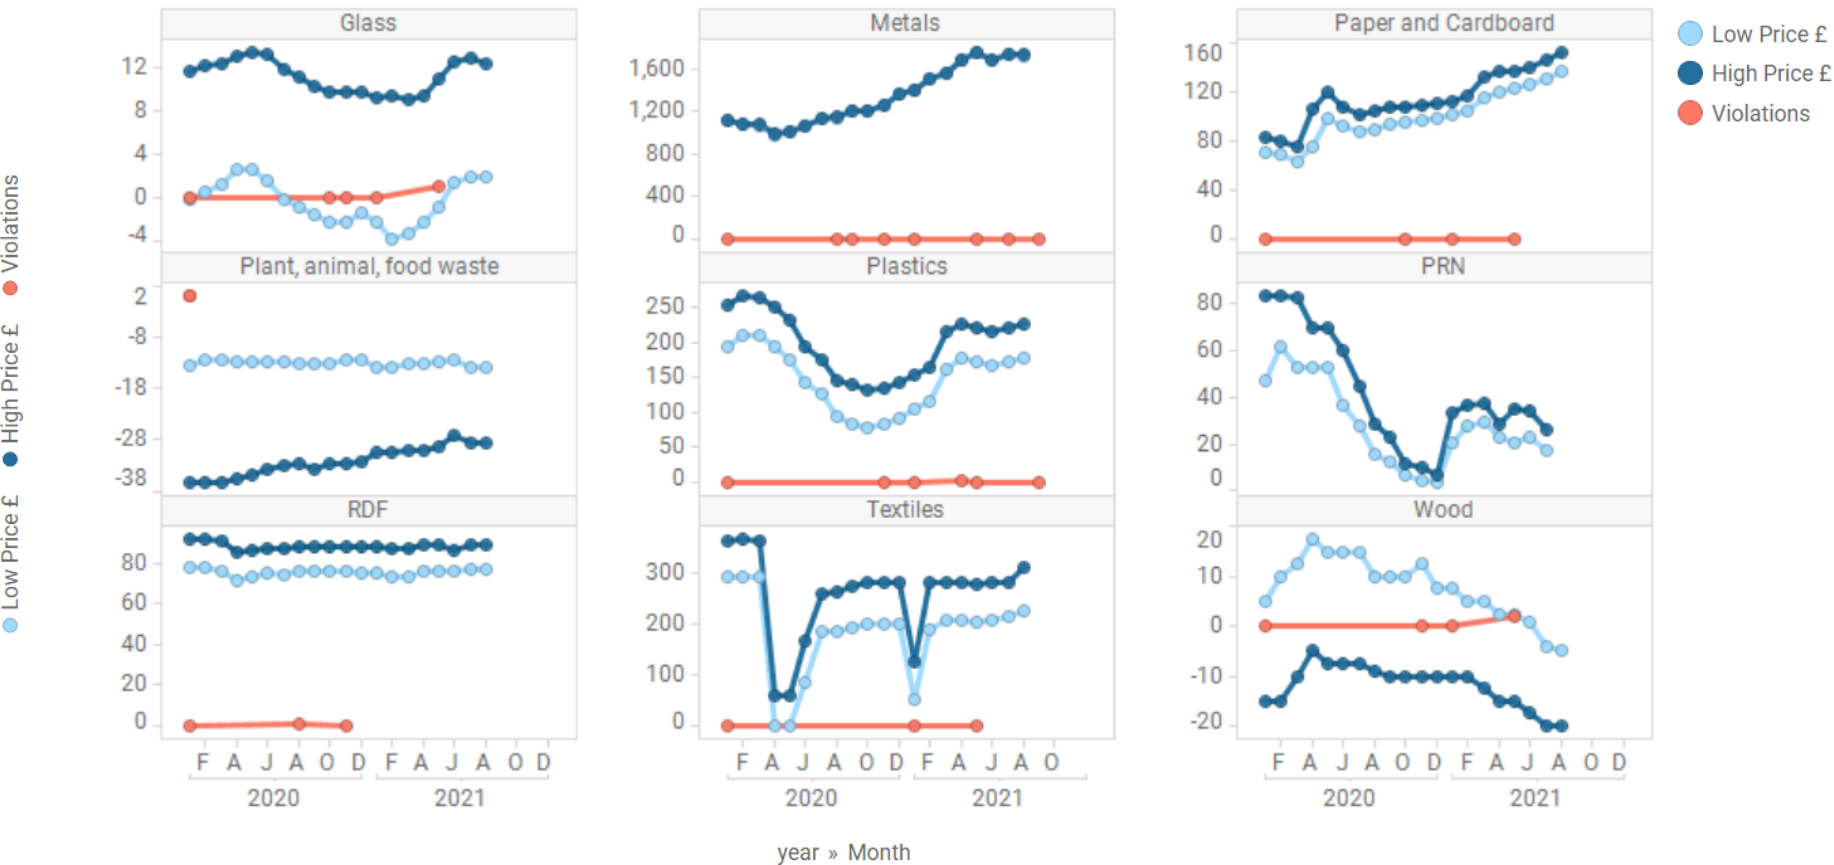 Glass
12
8
4
0
-4
Metals
1,600
1,200
800
400
0
Paper and Cardboard
160
120
80
40
0
Low Price £
High Price £
Violations
Low Price £ High Price £ Violations
Plant, animal, food waste
2
-8
-18
-28
-38
Plastics
250
200
150
100
50
0
PRN
80
60
40
20
0
RDF
80
60
40
20
0
Textiles
300
200
100
0
Wood
20
10
0
-10
-20
F A J A O D F A J A O D
2020 2021
F A J A O D F A J A O
2020 2021
F A J A O D F A J A O D
2020 2021
year » Month